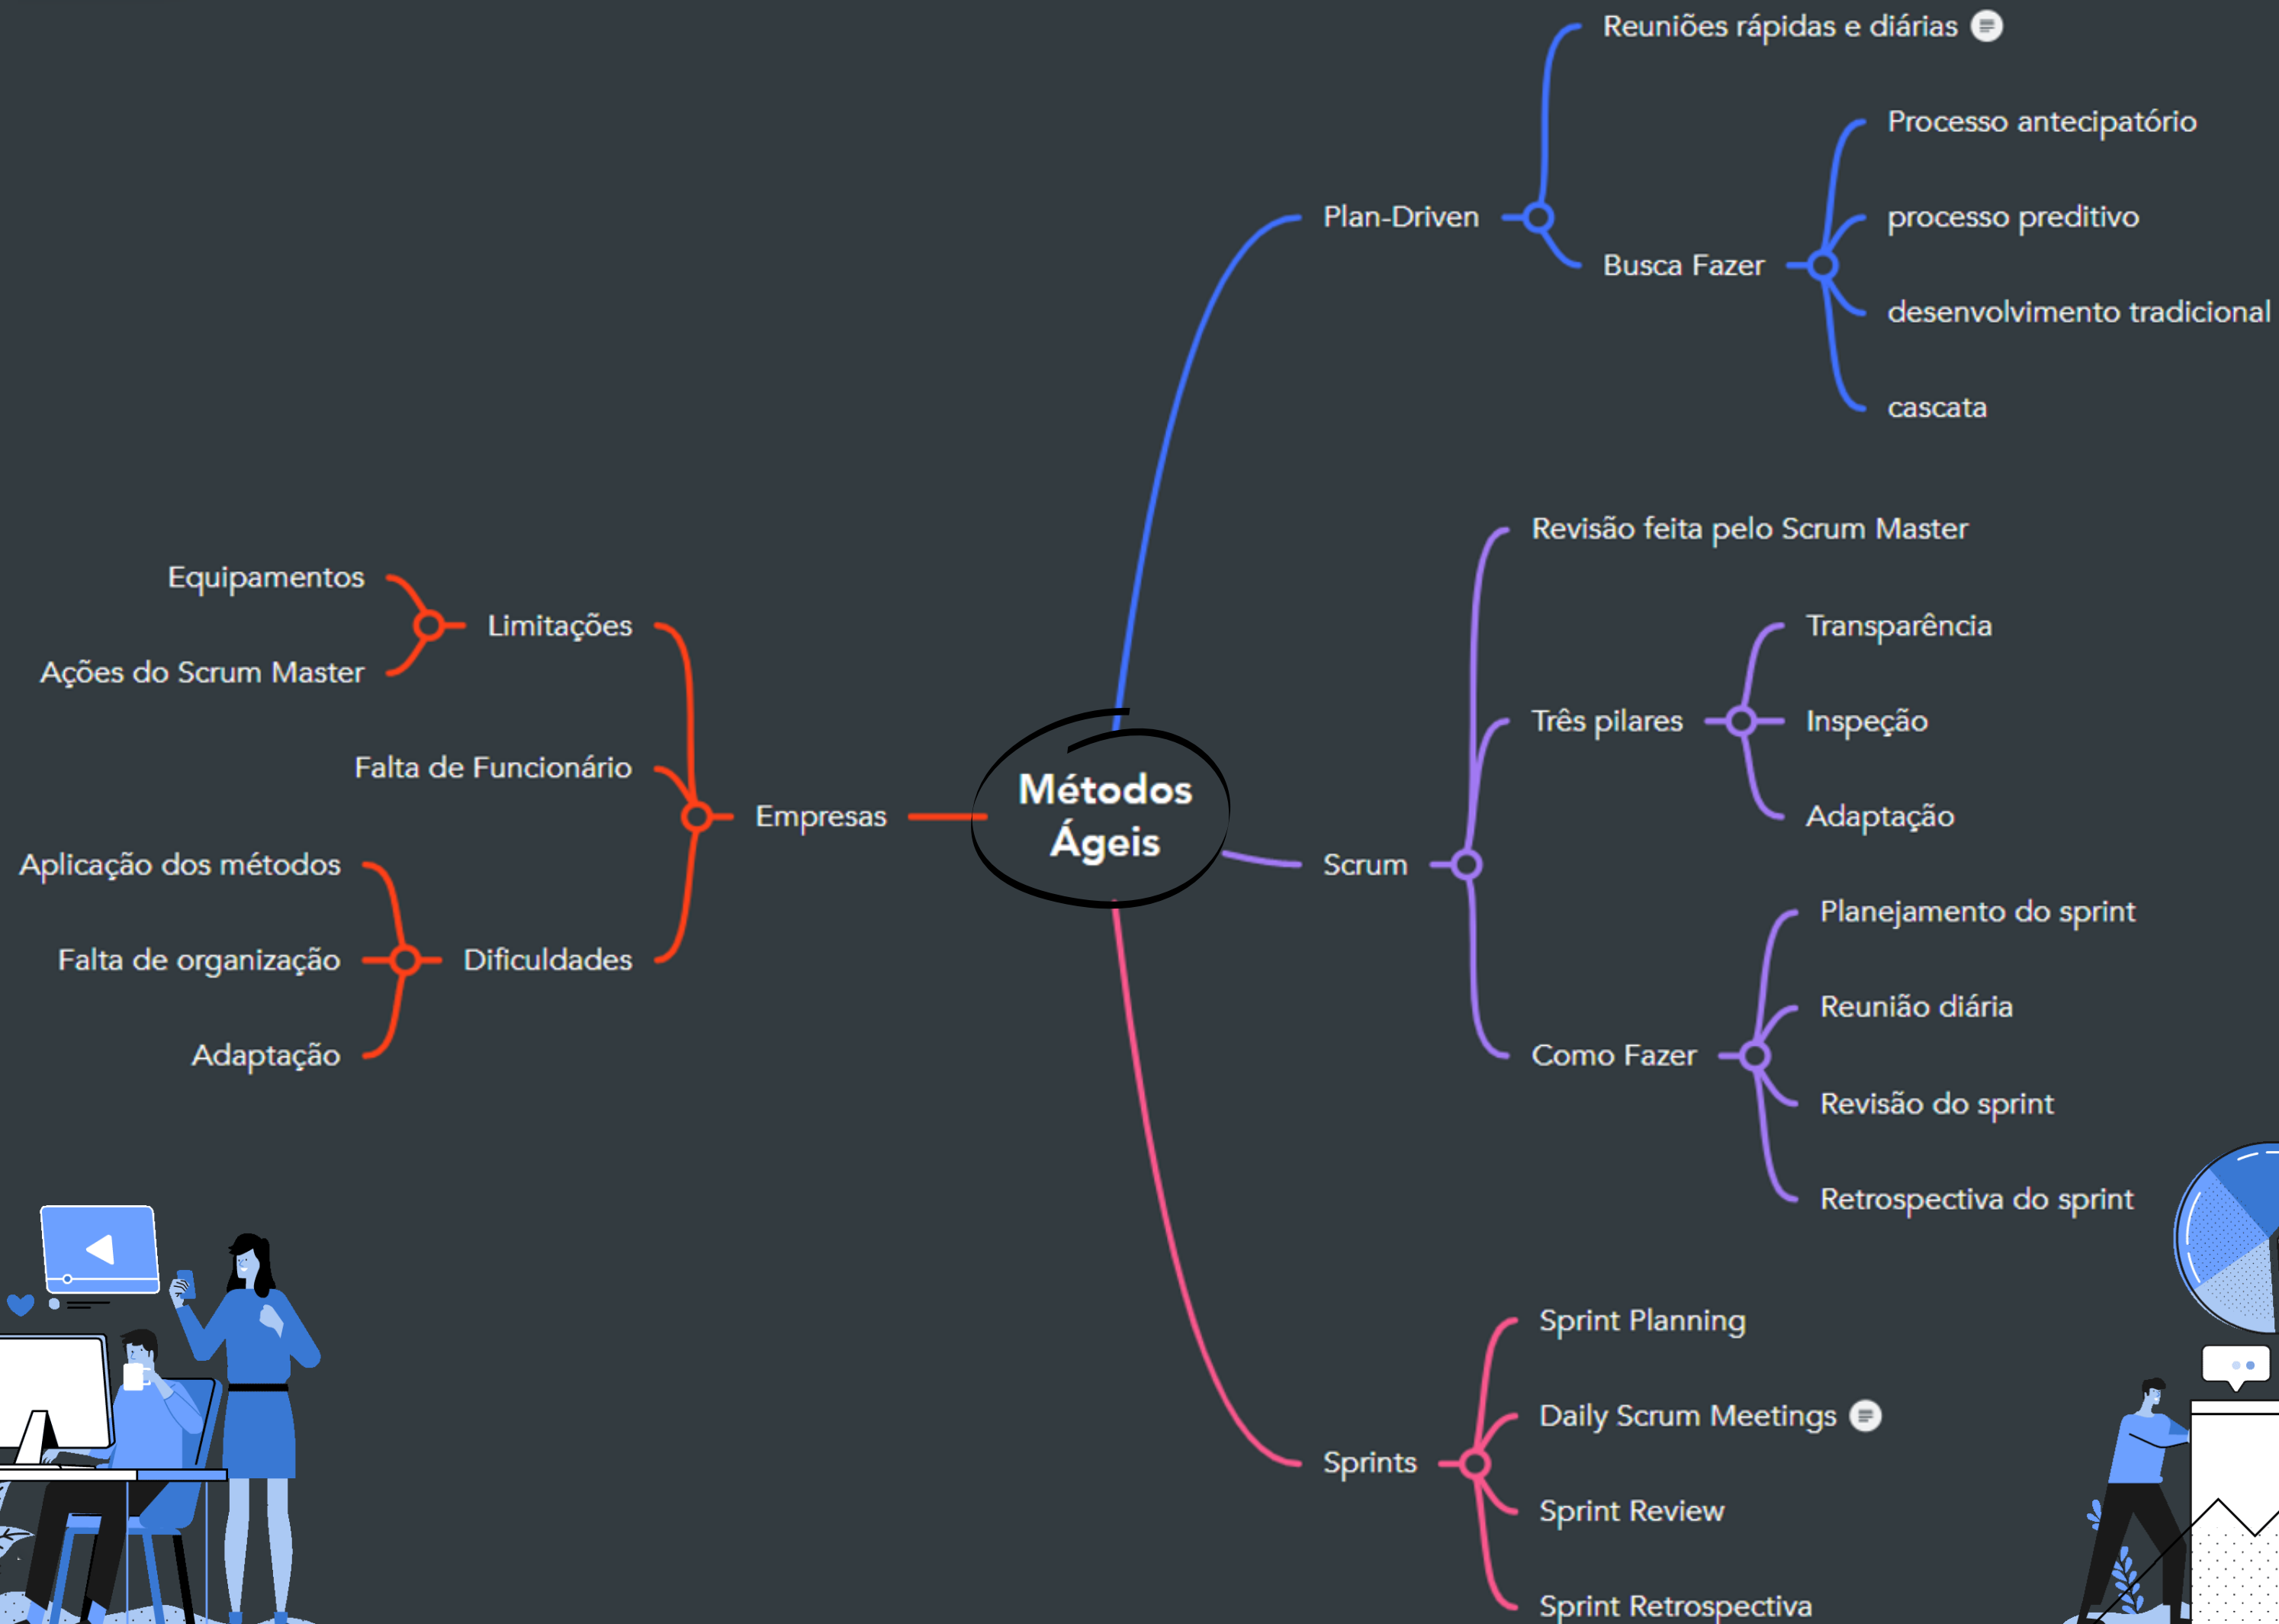 Métodos
Ágeis
Plan-Driven
Reuniões rápidas e diárias
Busca Fazer
Processo antecipatório
processo preditivo
desenvolvimento tradicional
cascata
Scrum
Revisão feita pelo Scrum Master
Três pilares
Transparência
Inspeção
Adaptação
Como Fazer
Planejamento do sprint
Reunião diária
Revisão do sprint
Retrospectiva do sprint
Sprints
Sprint Planning
Daily Scrum Meetings
Sprint Review
Sprint Retrospectiva
Empresas
Limitações
Equipamentos
Ações do Scrum Master
Falta de Funcionário
Dificuldades
Aplicação dos métodos
Falta de organização
Adaptação